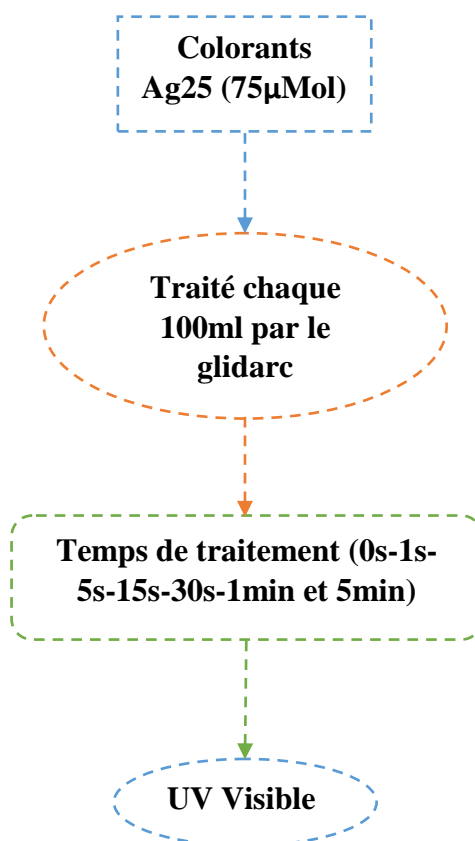 Colorants
Ag25 (75µMol)
Traité chaque
100ml par le
glidarc
Temps de traitement (0s-1s-
5s-15s-30s-1min et 5min)
UV Visible